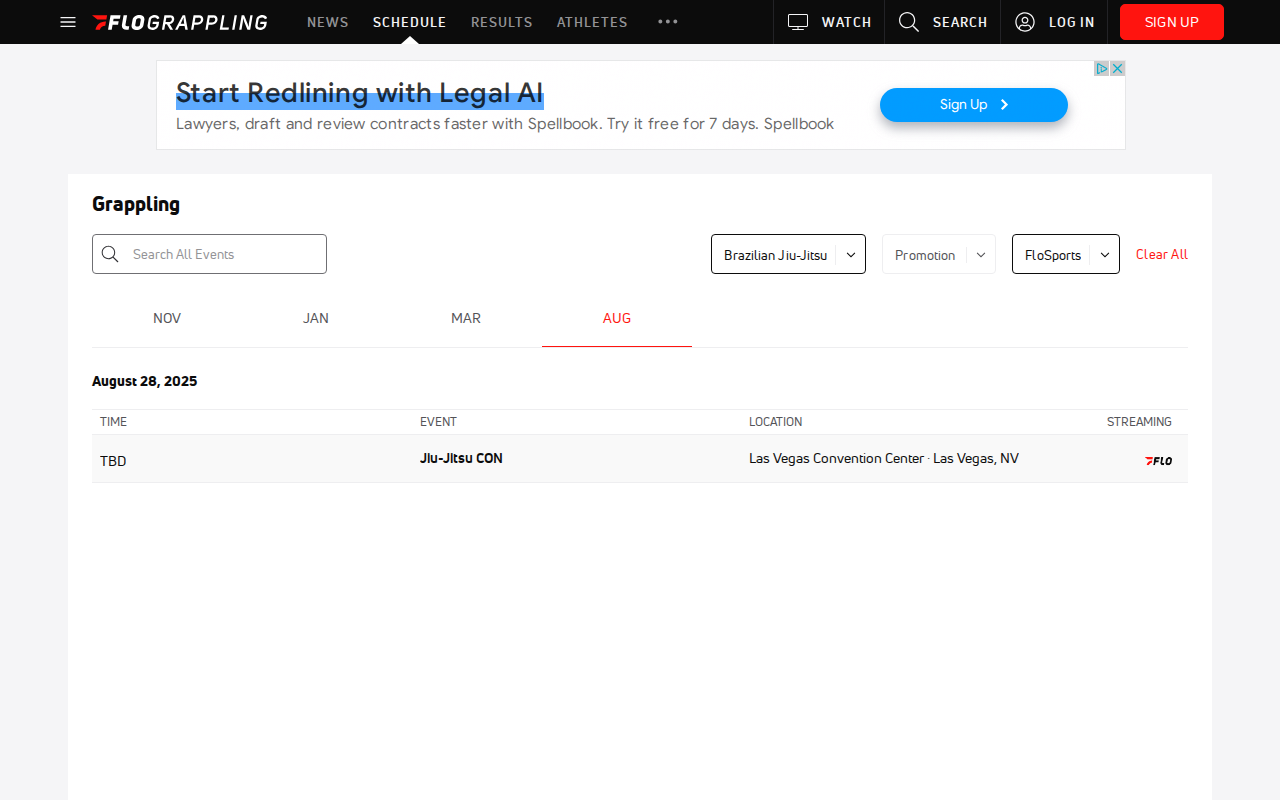 FLOGRAPPLING NEWS SCHEDULE RESULTS ATHLETES WATCH SEARCH LOG IN SIGN UP
Start Redlining with Legal AI
Lawyers, draft and review contracts faster with Spellbook. Try it free for 7 days. Spellbook
Sign Up
Grappling
Search All Events
Brazilian Jiu-Jitsu Promotion FloSports Clear All
NOV JAN MAR AUG
August 28, 2025
TIME EVENT LOCATION STREAMING
TBD Jiu-Jitsu CON Las Vegas Convention Center · Las Vegas, NV FLO